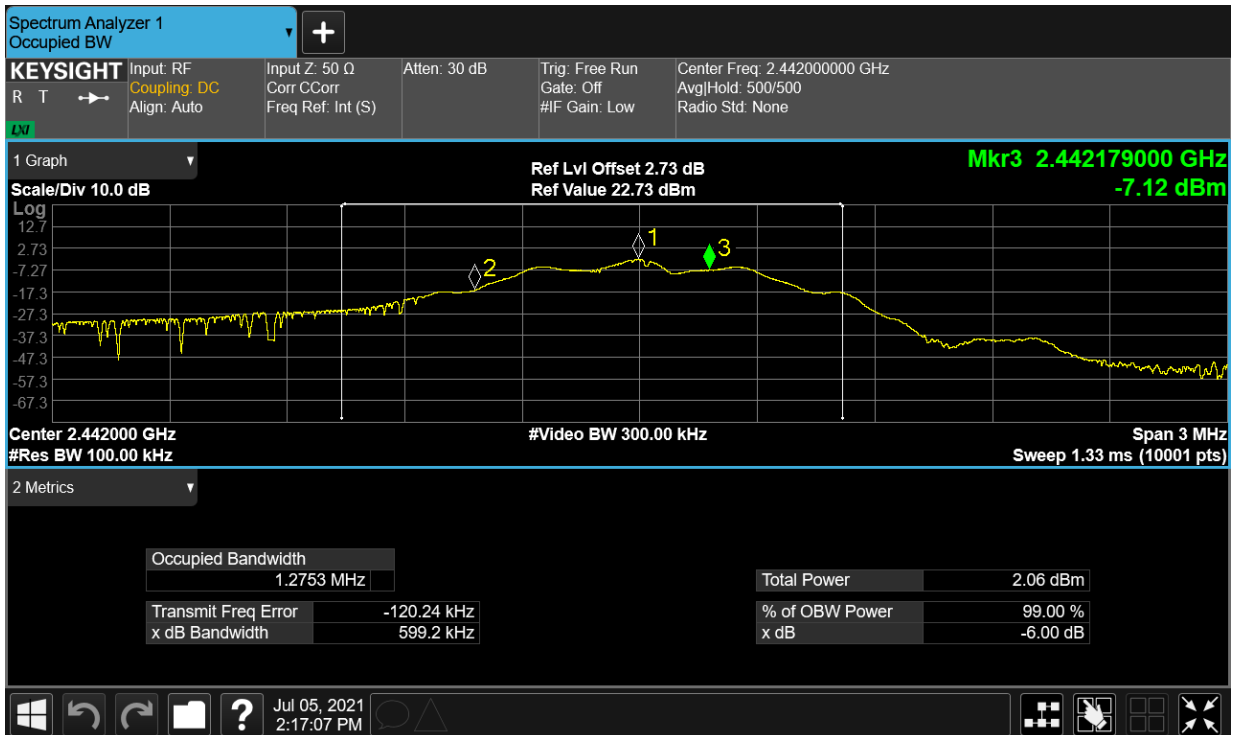 Spectrum Analyzer 1
Occupied BW
+
KEYSIGHT
R T
LXI
Input: RF
Coupling: DC
Align: Auto
Input Z: 50 Ω
Corr CCorr
Freq Ref: Int (S)
Atten: 30 dB
Trig: Free Run
Gate: Off
#IF Gain: Low
Center Freq: 2.442000000 GHz
Avg|Hold: 500/500
Radio Std: None
1 Graph
Scale/Div 10.0 dB
Ref Lvl Offset 2.73 dB
Ref Value 22.73 dBm
Mkr3 2.442179000 GHz
-7.12 dBm
Log
12.7
2.73
-7.27
-17.3
-27.3
-37.3
-47.3
-57.3
-67.3
1
2
3
Center 2.442000 GHz
#Video BW 300.00 kHz
Span 3 MHz
#Res BW 100.00 kHz
Sweep 1.33 ms (10001 pts)
2 Metrics
Occupied Bandwidth
1.2753 MHz
Total Power 2.06 dBm
Transmit Freq Error -120.24 kHz
% of OBW Power 99.00 %
x dB Bandwidth 599.2 kHz
x dB -6.00 dB
?
Jul 05, 2021
2:17:07 PM